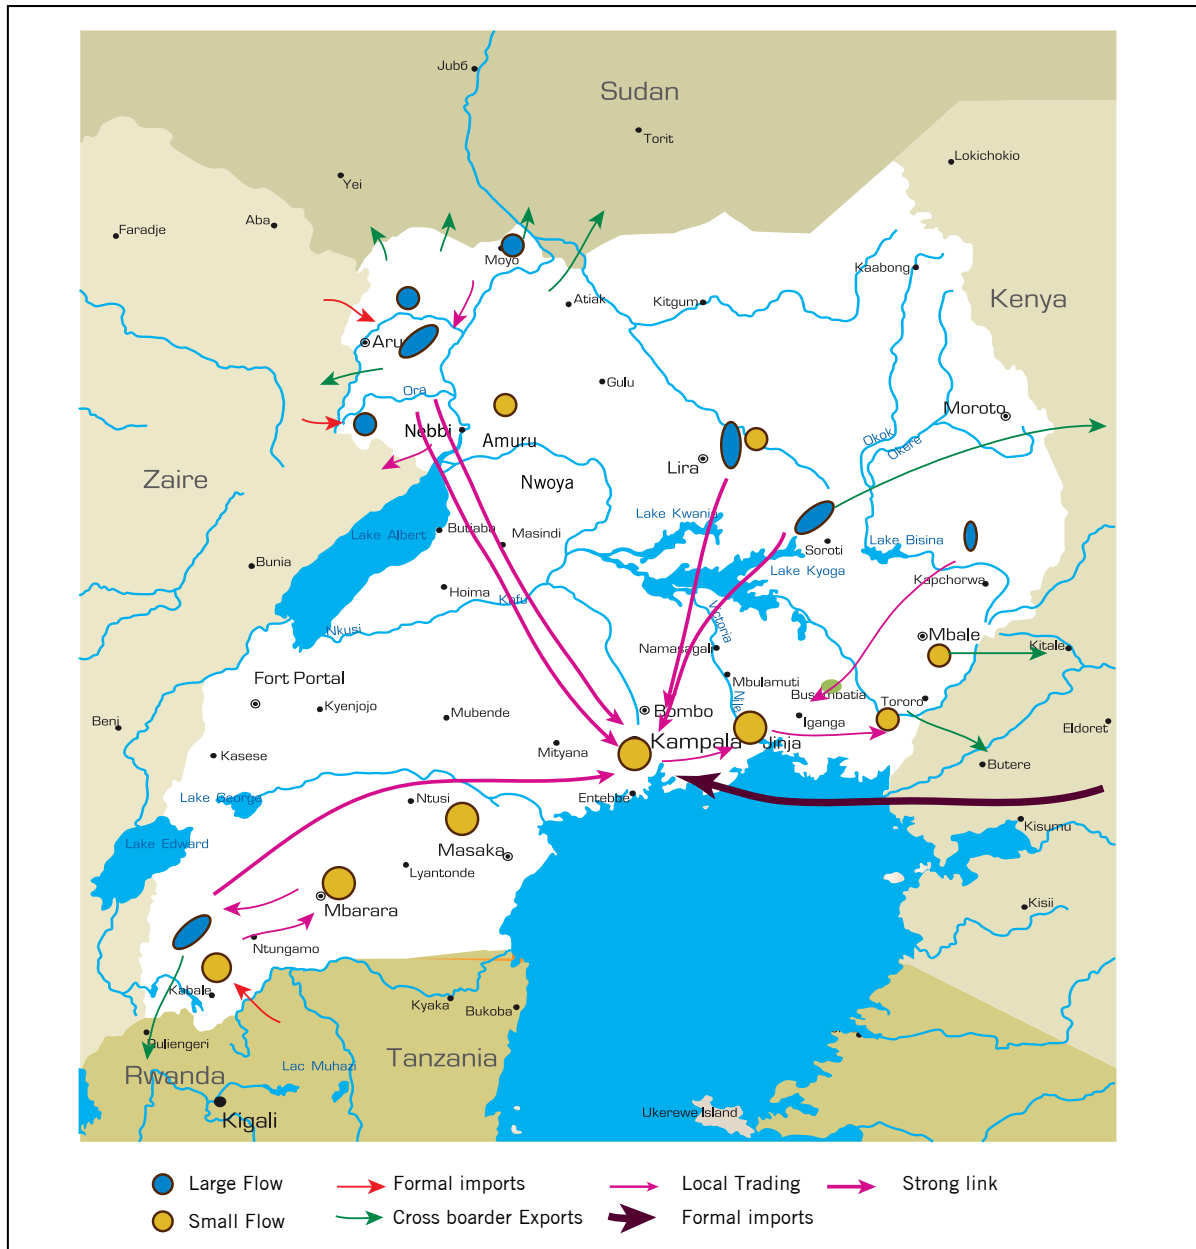 Jubб
Sudan
Torit
Lokichokio
Yei
Aba
Faradje
Moyo
Kaabong
Kenya
Atiak
Kitgum
Aru
Gulu
Ora
Moroto
Nebbi
Amuru
Okok
Okere
Lira
Zaire
Nwoya
Lake Kwania
Lake Albert
Butiaba
Masindi
Soroti
Lake Bisina
Bunia
Lake Kyoga
Kapchorwa
Hoima
Kafu
Victoria
Nkusi
Mbale
Namasagali
Kitale
Fort Portal
Mbulamuti
Nile
Tororo
Kyenjojo
Mubende
Bombo
Iganga
Beni
Eldoret
Kasese
Mityana
Kampala
Jinja
Butere
Lake George
Ntusi
Entebbe
Kisumu
Lake Edward
Masaka
Lyantonde
Mbarara
Kisii
Ntungamo
Kabale
Kyaka
Bukoba
Ruliengeri
Tanzania
Rwanda
Lac Muhazi
Kigali
Ukerewe Island
Large Flow
Formal imports
Local Trading
Strong link
Small Flow
Cross boarder Exports
Formal imports